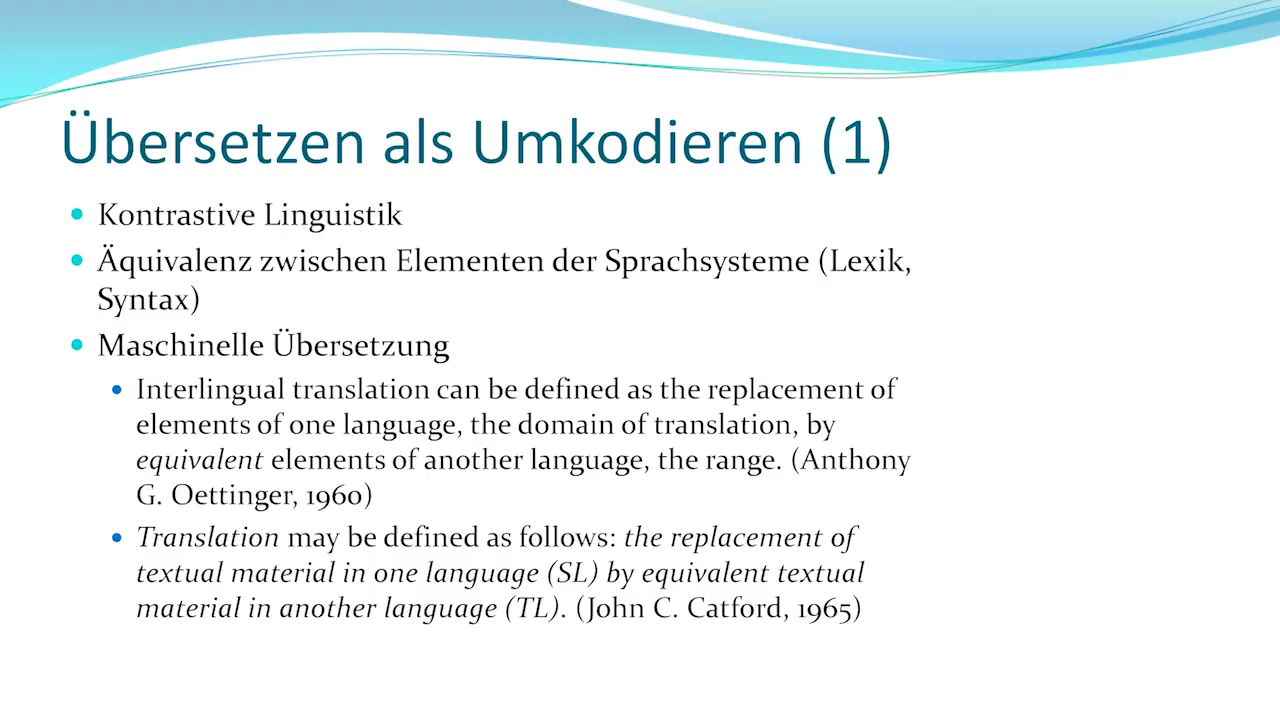 Übersetzen als Umkodieren (1)
Kontrastive Linguistik
Äquivalenz zwischen Elementen der Sprachsysteme (Lexik,
Syntax)
Maschinelle Übersetzung
Interlingual translation can be defined as the replacement of
elements of one language, the domain of translation, by
equivalent elements of another language, the range. (Anthony
G. Oettinger, 1960)
Translation may be defined as follows: the replacement of
textual material in one language (SL) by equivalent textual
material in another language (TL). (John C. Catford, 1965)